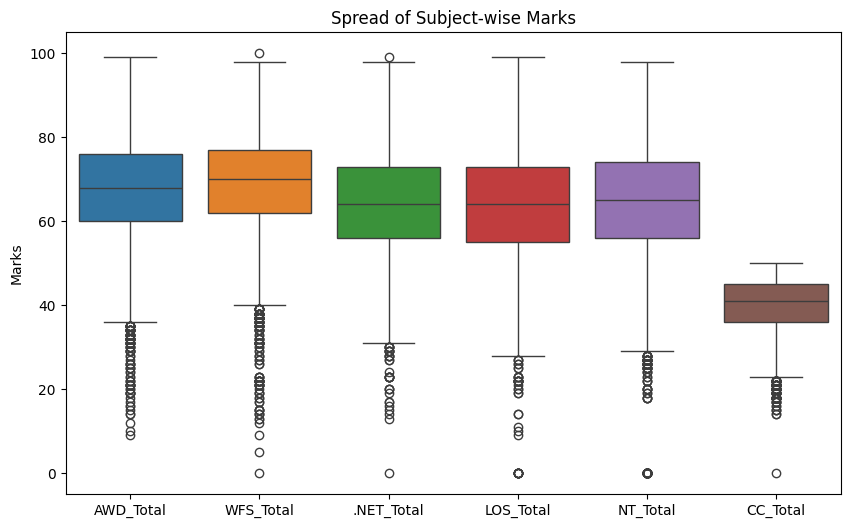 Spread of Subject-wise Marks
Marks
100
80
60
40
20
0
AWD_Total WFS_Total .NET_Total LOS_Total NT_Total CC_Total